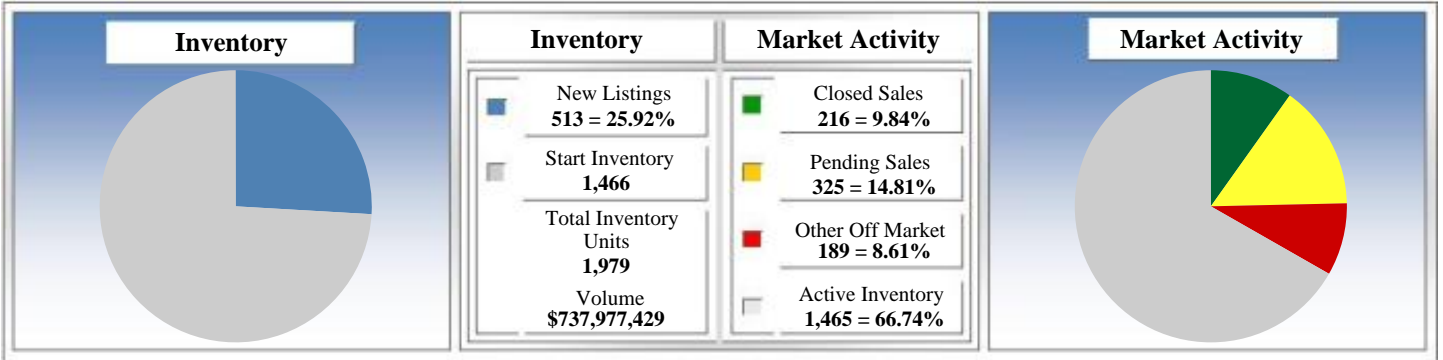 Inventory
Inventory
New Listings
513 = 25.92%
Start Inventory
1,466
Total Inventory
Units
1,979
Volume
$737,977,429
Market Activity
Closed Sales
216 = 9.84%
Pending Sales
325 = 14.81%
Other Off Market
189 = 8.61%
Active Inventory
1,465 = 66.74%
Market Activity